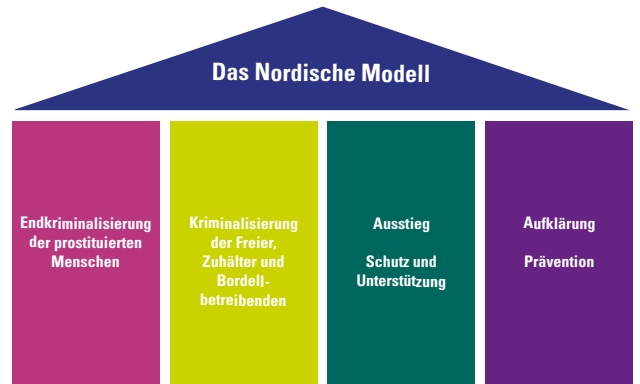 Das Nordische Modell
Endkriminalisierung
der prostituierten
Menschen
Kriminalisierung
der Freier,
Zuhälter und
Bordell-
betreibenden
Ausstieg
Schutz und
Unterstützung
Aufklärung
Prävention